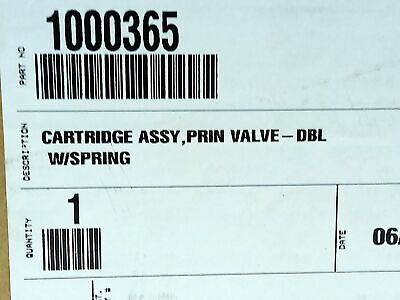 PART NO
1000365
DESCRIPTION
CARTRIDGE ASSY,PRIN VALVE-DBL
W/SPRING
QUANTITY
1
DATE
06/